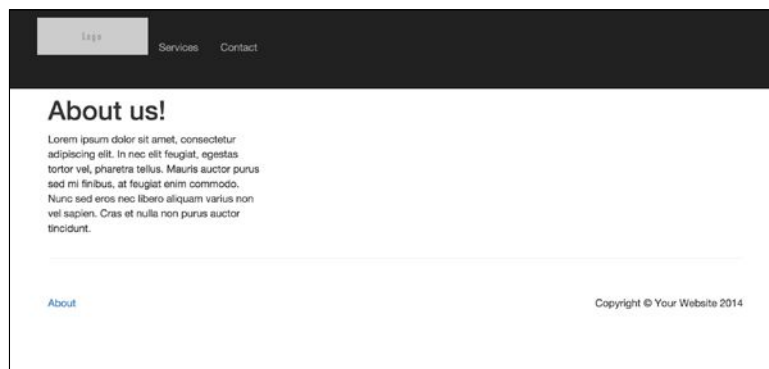 Logo
Services Contact
About us!
Lorem ipsum dolor sit amet, consectetur
adipiscing elit. In nec elit feugiat, egestas
tortor vel, pharetra tellus. Mauris auctor purus
sed mi finibus, at feugiat enim commodo.
Nunc sed eros nec libero aliquam varius non
vel sapien. Cras et nulla non purus auctor
tincidunt.
About Copyright © Your Website 2014